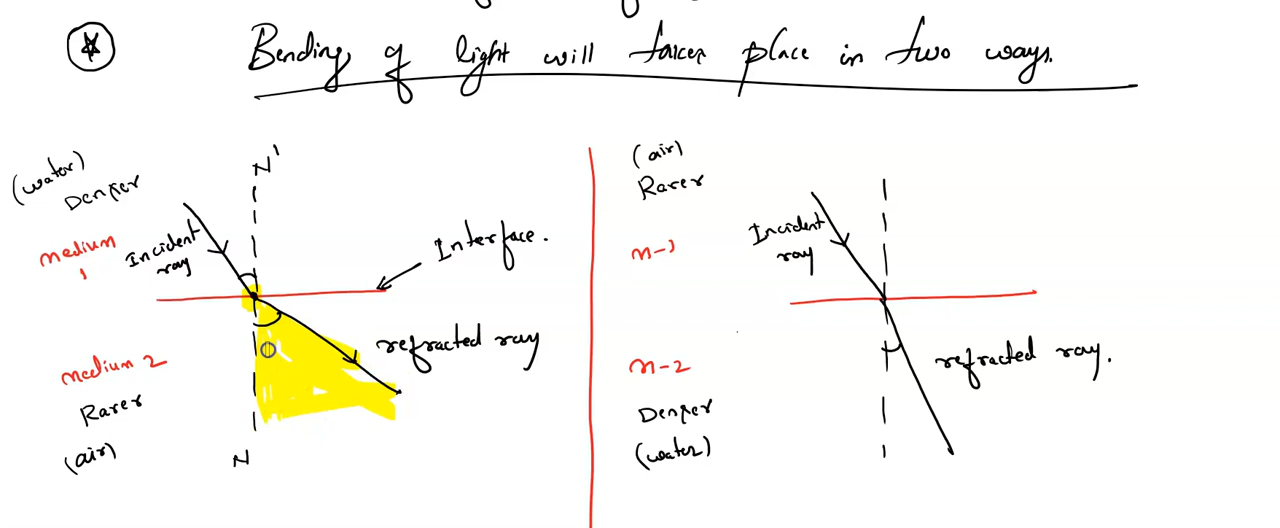 Bending of light will takes place in two ways.
N'
(water)
Denser
medium
1
Incident
ray
Interface.
refracted ray
medium 2
Rarer
(air)
N
(air)
Rarer
m-1
Incident
ray
m-2
Denser
(water)
refracted ray.